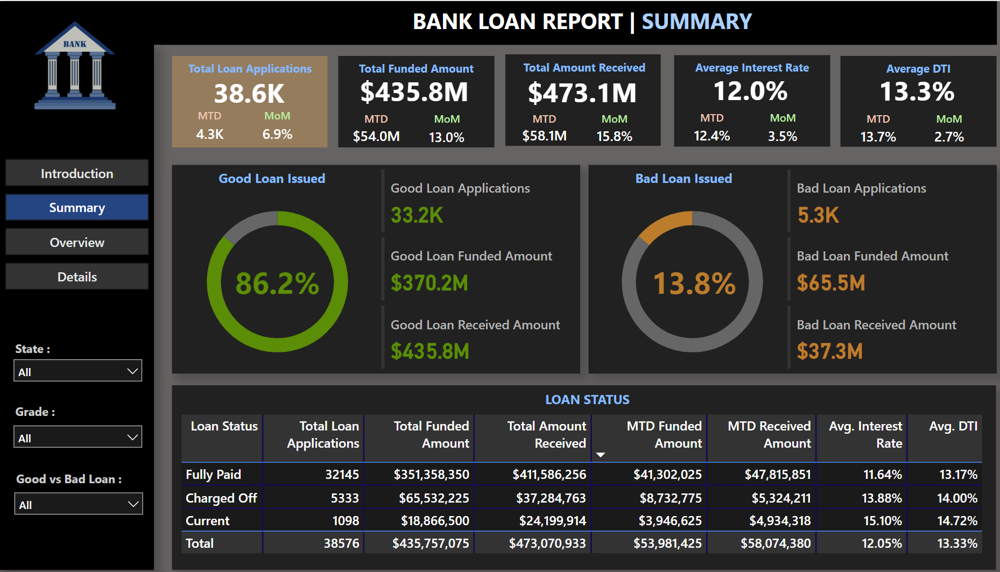 BANK LOAN REPORT | SUMMARY
BANK
Introduction
Summary
Overview
Details
State :
All
Grade :
All
Good vs Bad Loan :
All
Total Loan Applications
38.6K
MTD MoM
4.3K 6.9%
Total Funded Amount
$435.8M
MTD MoM
$54.0M 13.0%
Total Amount Received
$473.1M
MTD MoM
$58.1M 15.8%
Average Interest Rate
12.0%
MTD MoM
12.4% 3.5%
Average DTI
13.3%
MTD MoM
13.7% 2.7%
Good Loan Issued
86.2%
Good Loan Applications
33.2K
Good Loan Funded Amount
$370.2M
Good Loan Received Amount
$435.8M
Bad Loan Issued
13.8%
Bad Loan Applications
5.3K
Bad Loan Funded Amount
$65.5M
Bad Loan Received Amount
$37.3M
LOAN STATUS
Loan Status Total Loan Total Funded Total Amount MTD Funded MTD Received Avg. Interest Avg. DTI
Applications Amount Received Amount Amount Rate
Fully Paid 32145 $351,358,350 $411,586,256 $41,302,025 $47,815,851 11.64% 13.17%
Charged Off 5333 $65,532,225 $37,284,763 $8,732,775 $5,324,211 13.88% 14.00%
Current 1098 $18,866,500 $24,199,914 $3,946,625 $4,934,318 15.10% 14.72%
Total 38576 $435,757,075 $473,070,933 $53,981,425 $58,074,380 12.05% 13.33%